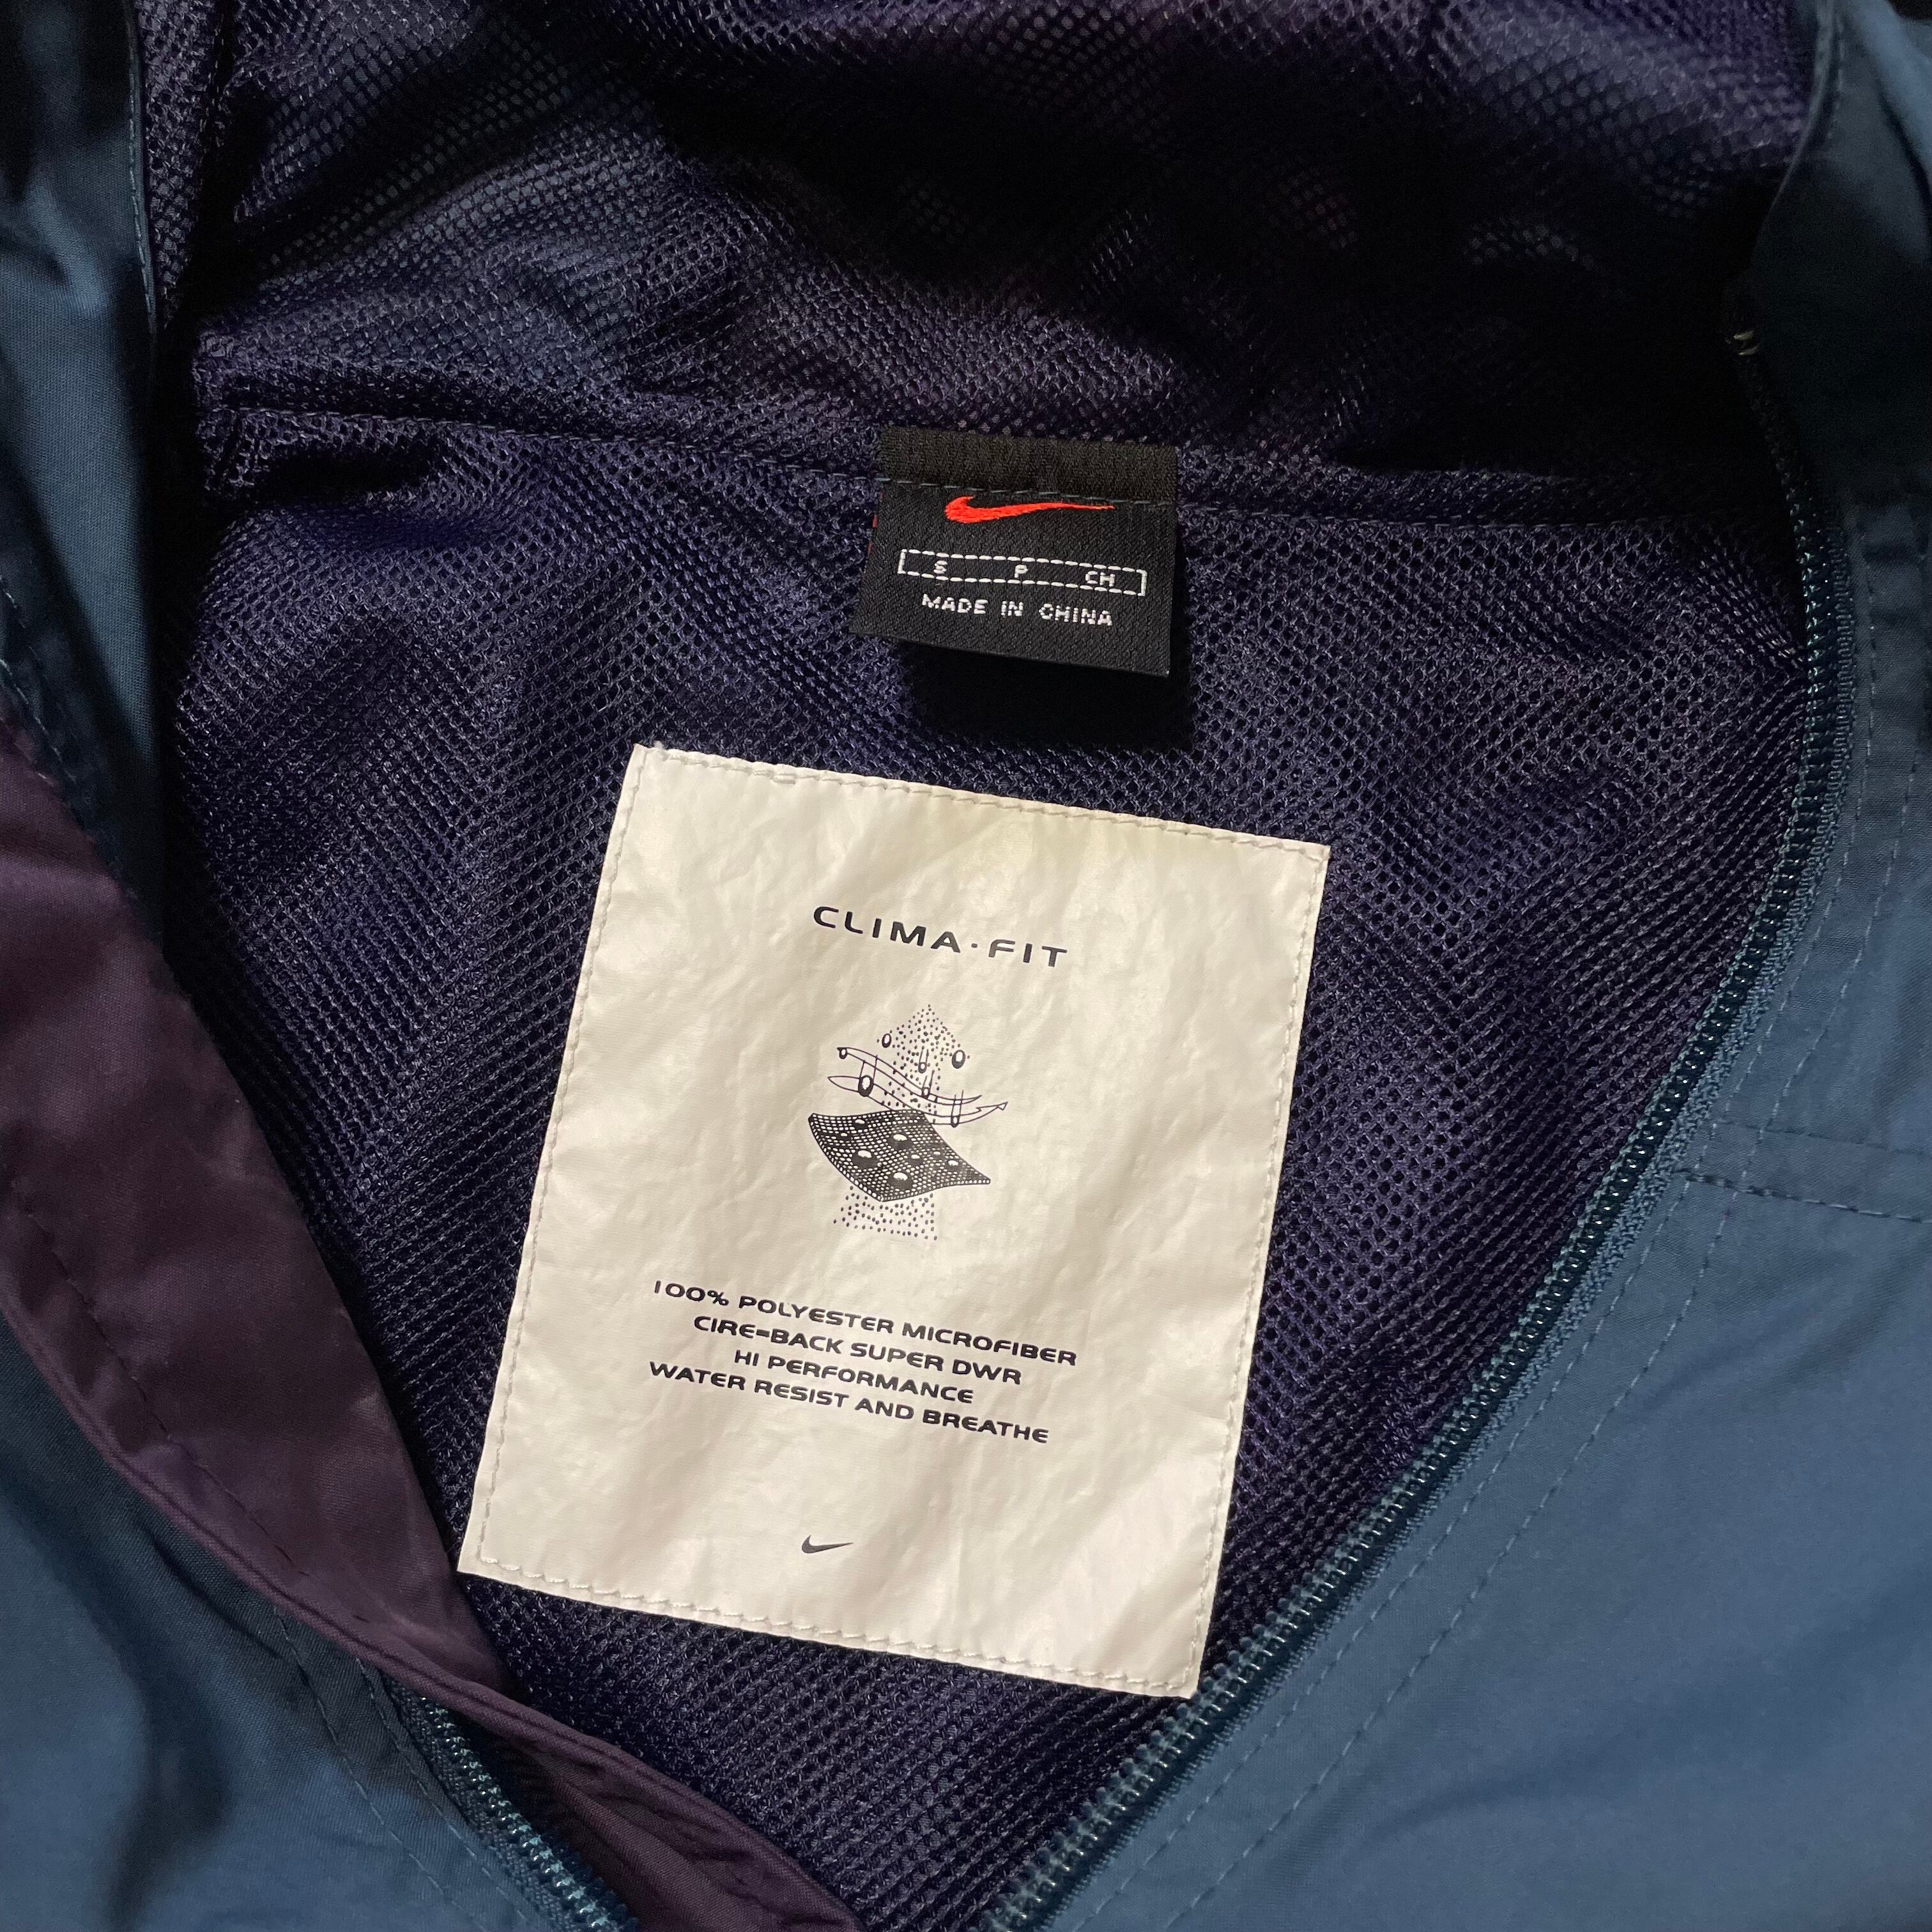 S P CH
MADE IN CHINA
CLIMA·FIT
100% POLYESTER MICROFIBER
CIRE=BACK SUPER DWR
HI PERFORMANCE
WATER RESIST AND BREATHE